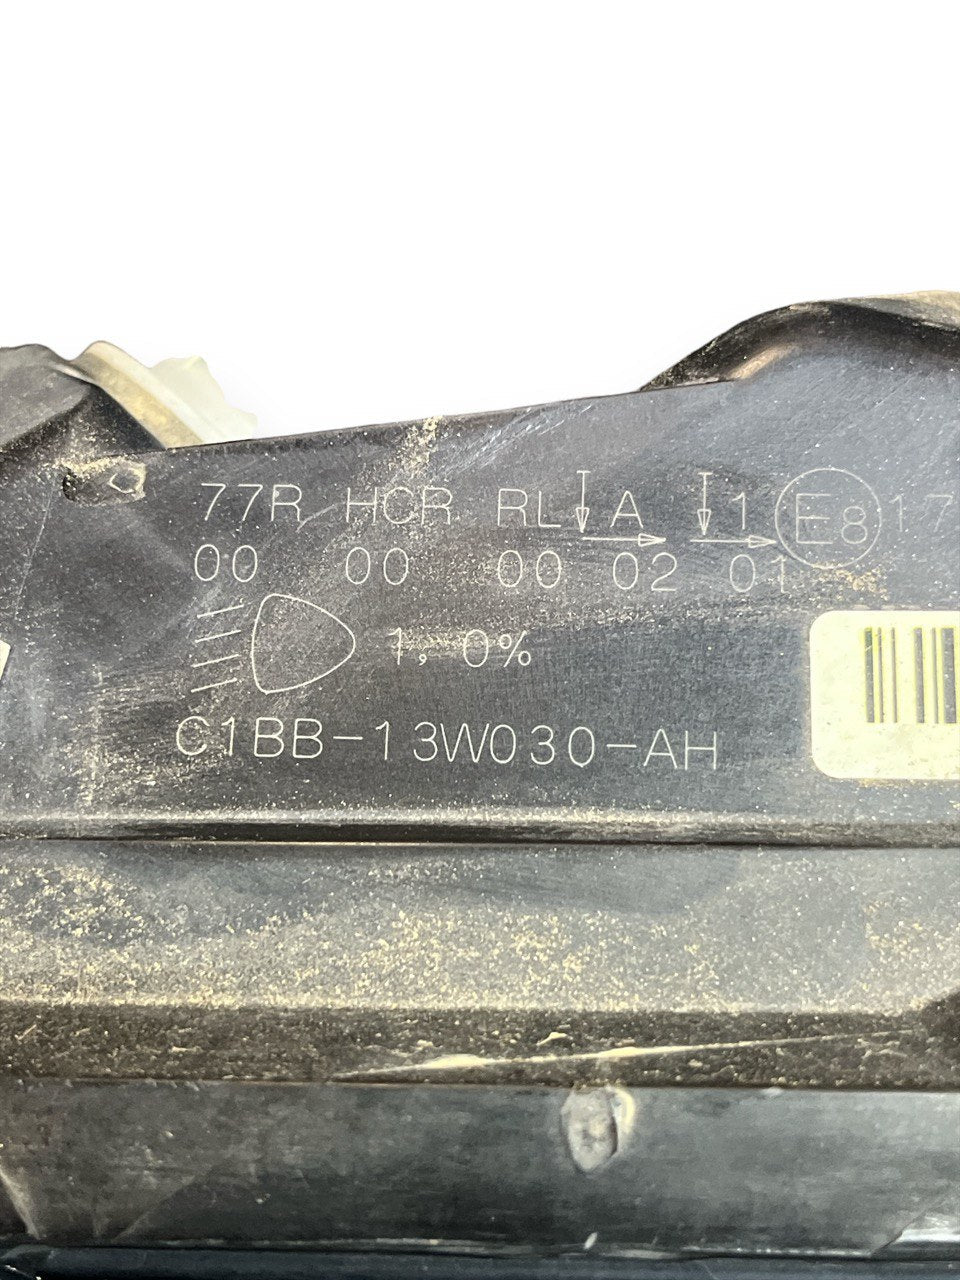 77R HCR RL A 1 E8 17
00 00 00 02 01
1,0%
C1BB-13W030-AH